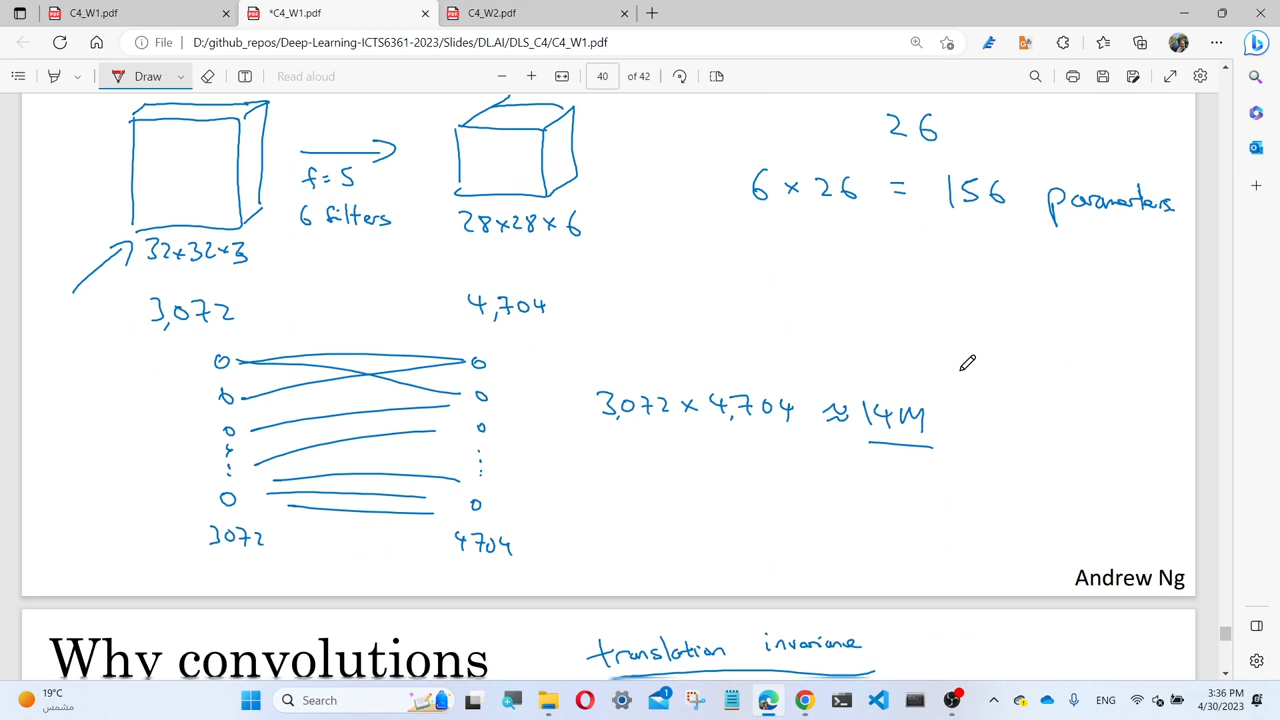 C4_W1.pdf
*C4_W1.pdf
C4_W2.pdf
File
D:/github_repos/Deep-Learning-ICTS6361-2023/Slides/DL.AI/DLS_C4/C4_W1.pdf
Draw
Read aloud
40 of 42
26
f=5
6 × 26 = 156 parameters
6 filters
28×28×6
32×32×3
3,072
4,704
3,072 × 4,704 ≈ 14M
3072
4704
Andrew Ng
Why convolutions
translation invariance
19°C
مشمس
Search
1
ENG
3:36 PM
4/30/2023